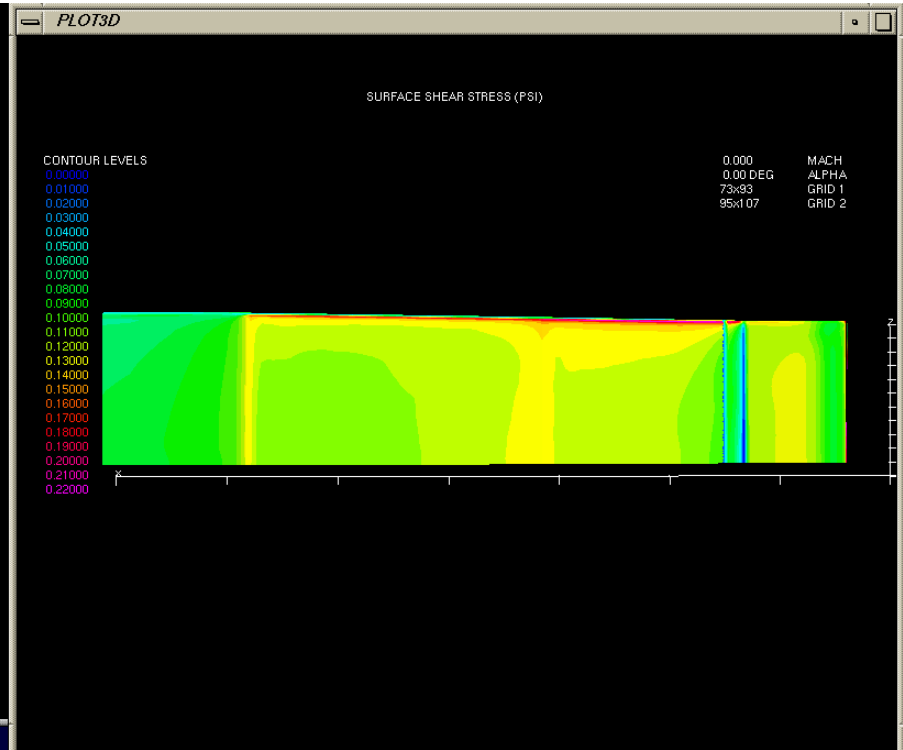 PLOT3D
SURFACE SHEAR STRESS (PSI)
CONTOUR LEVELS
0.00000
0.01000
0.02000
0.03000
0.04000
0.05000
0.06000
0.07000
0.08000
0.09000
0.10000
0.11000
0.12000
0.13000
0.14000
0.15000
0.16000
0.17000
0.18000
0.19000
0.20000
0.21000
0.22000
0.000 MACH
0.00 DEG ALPHA
73x93 GRID 1
95x107 GRID 2
Z
X